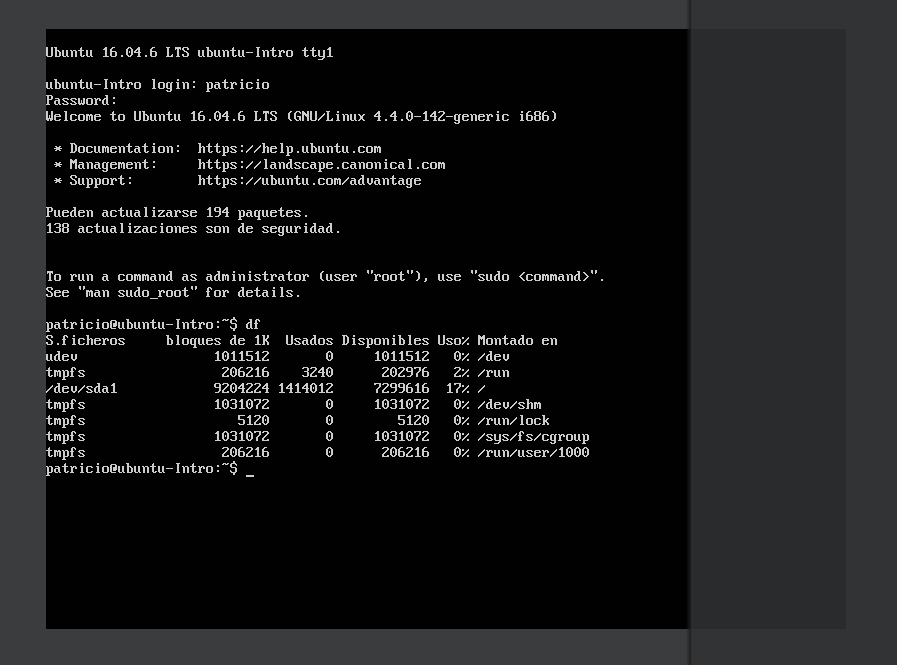 Ubuntu 16.04.6 LTS ubuntu-Intro tty1
ubuntu-Intro login: patricio
Password:
Welcome to Ubuntu 16.04.6 LTS (GNU/Linux 4.4.0-142-generic i686)
* Documentation:  https://help.ubuntu.com
* Management:     https://landscape.canonical.com
* Support:        https://ubuntu.com/advantage
Pueden actualizarse 194 paquetes.
138 actualizaciones son de seguridad.
To run a command as administrator (user "root"), use "sudo <command>".
See "man sudo_root" for details.
patricio@ubuntu-Intro:~$ df
S.ficheros     bloques de 1K  Usados Disponibles Uso% Montado en
udev                 1011512       0     1011512   0% /dev
tmpfs                 206216    3240      202976   2% /run
/dev/sda1            9204224 1414012     7299616  17% /
tmpfs                1031072       0     1031072   0% /dev/shm
tmpfs                   5120       0        5120   0% /run/lock
tmpfs                1031072       0     1031072   0% /sys/fs/cgroup
tmpfs                 206216       0      206216   0% /run/user/1000
patricio@ubuntu-Intro:~$ _